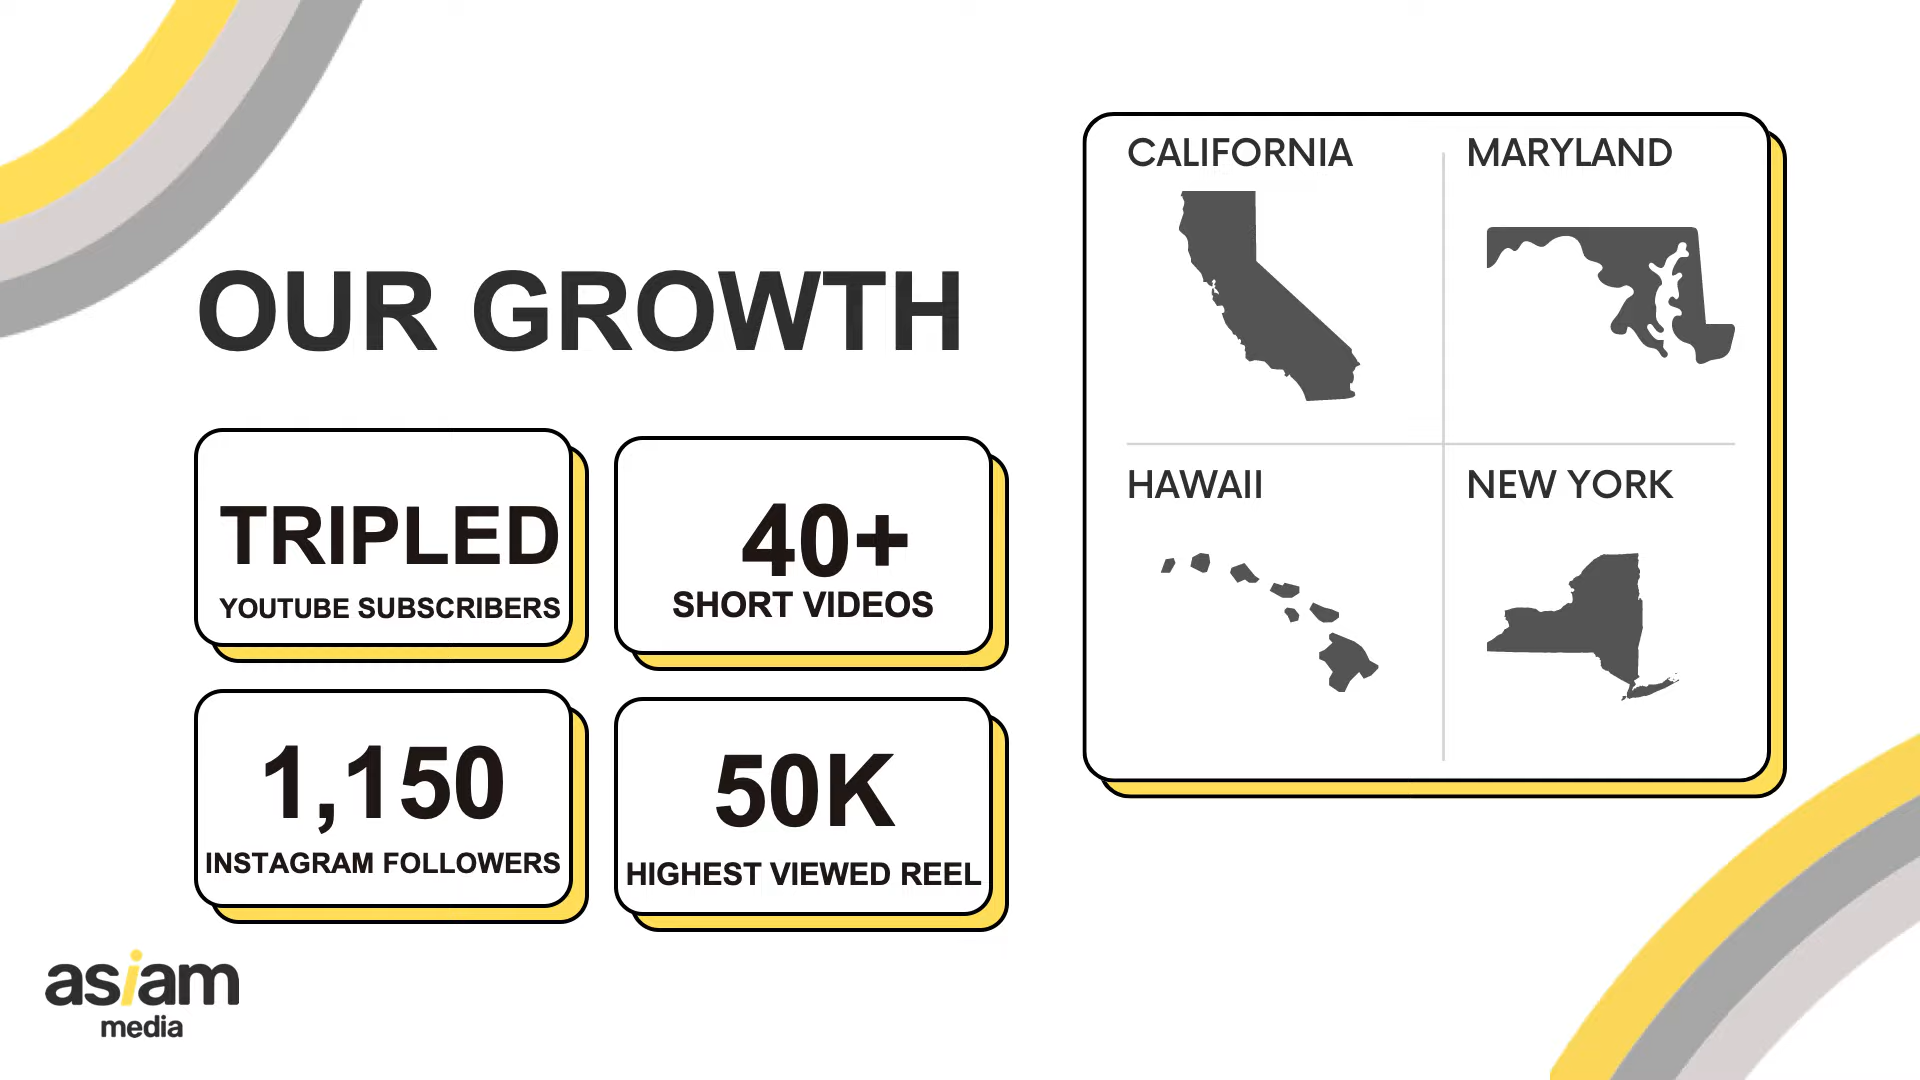 OUR GROWTH
TRIPLED
YOUTUBE SUBSCRIBERS
40+
SHORT VIDEOS
1,150
INSTAGRAM FOLLOWERS
50K
HIGHEST VIEWED REEL
CALIFORNIA
MARYLAND
HAWAII
NEW YORK
asiam
media